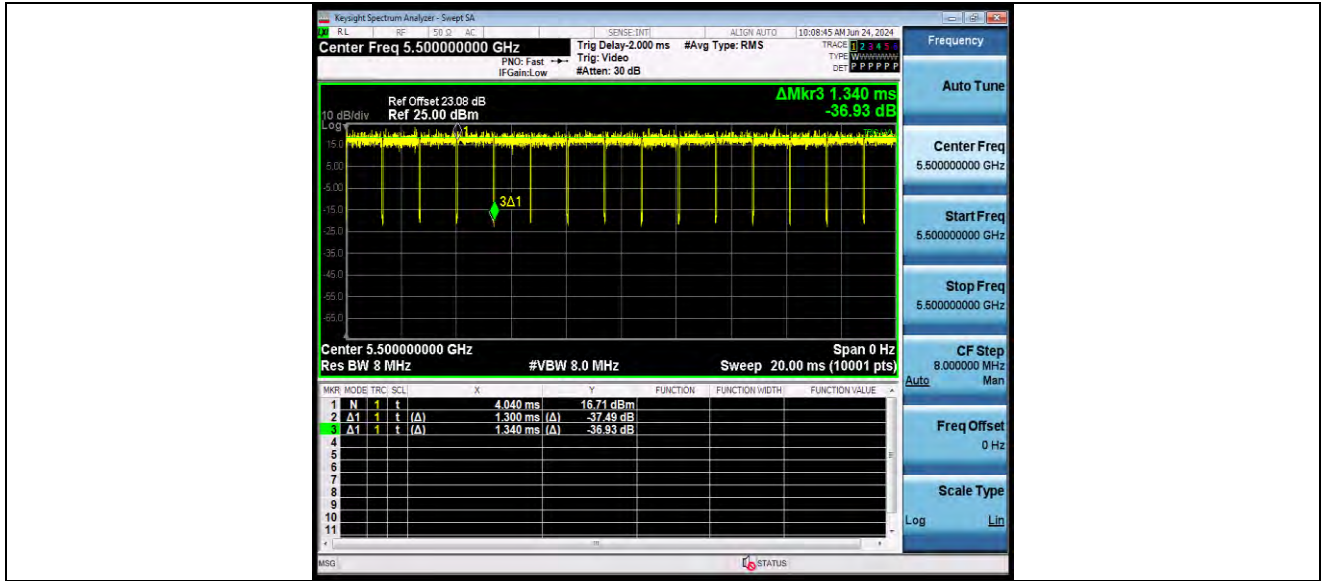 Keysight Spectrum Analyzer - Swept SA
RL RF 50 Ω AC SENSE:INT ALIGN AUTO 10:08:45 AM Jun 24, 2024
Center Freq 5.500000000 GHz
PNO: Fast
IFGain:Low
Trig Delay-2.000 ms
Trig: Video
#Atten: 30 dB
#Avg Type: RMS
TRACE 1 2 3 4 5 6
TYPE WWWWWW
DET P P P P P P
ΔMkr3 1.340 ms
-36.93 dB
10 dB/div
Log
Ref Offset 23.08 dB
Ref 25.00 dBm
15.0
5.00
-5.00
-15.0
-25.0
-35.0
-45.0
-55.0
-65.0
1
3Δ1
Center 5.500000000 GHz Span 0 Hz
Res BW 8 MHz #VBW 8.0 MHz Sweep 20.00 ms (10001 pts)
MKR MODE TRC SCL X Y FUNCTION FUNCTION WIDTH FUNCTION VALUE
1 N 1 t 4.040 ms 16.71 dBm
2 Δ1 1 t (Δ) 1.300 ms (Δ) -37.49 dB
3 Δ1 1 t (Δ) 1.340 ms (Δ) -36.93 dB
4
5
6
7
8
9
10
11
MSG STATUS
Frequency
Auto Tune
Center Freq
5.500000000 GHz
Start Freq
5.500000000 GHz
Stop Freq
5.500000000 GHz
CF Step
8.000000 MHz
Auto Man
Freq Offset
0 Hz
Scale Type
Log Lin